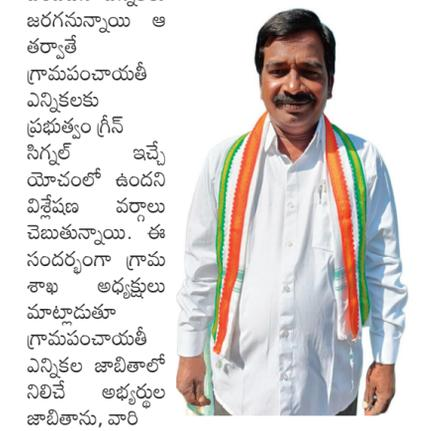 జరగనున్నాయి ఆ
తర్వాతే
గ్రామపంచాయతీ
ఎన్నికలకు
ప్రభుత్వం గ్రీన్
సిగ్నల్ ఇచ్చే
యోచంలో ఉందని
విశ్లేషణ వర్గాలు
చెబుతున్నాయి. ఈ
సందర్భంగా గ్రామ
శాఖ అధ్యక్షులు
మాట్లాడుతూ
గ్రామపంచాయతీ
ఎన్నికల జాబితాలో
నిలిచే అభ్యర్థుల
జాబితాను, వారి